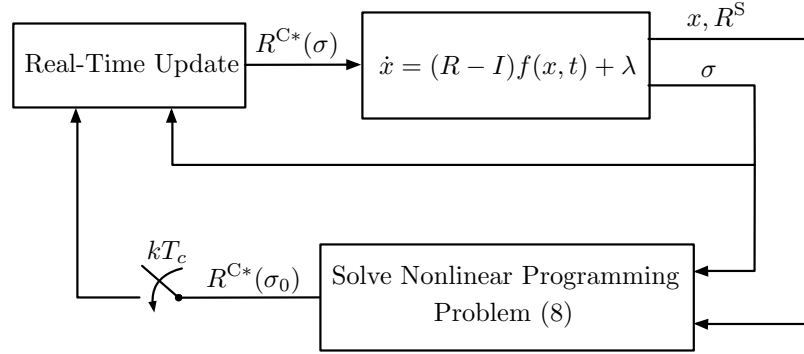 Real-Time Update
R^{C*}(σ)
ẋ = (R − I)f(x, t) + λ
x, R^S
σ
kT_c
R^{C*}(σ_0)
Solve Nonlinear Programming
Problem (8)